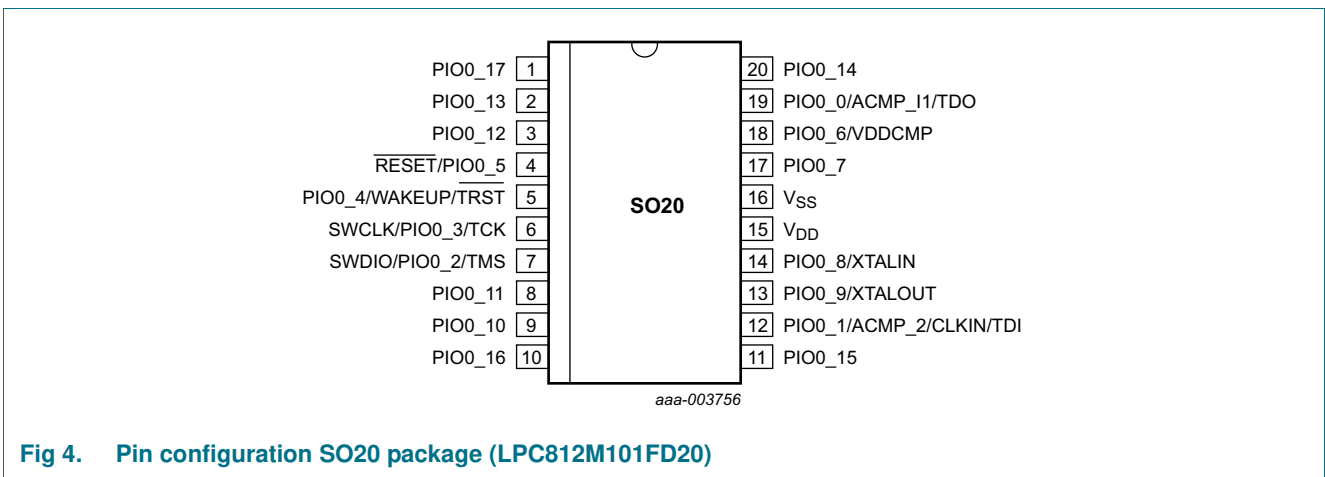 PIO0_17 1 20 PIO0_14
PIO0_13 2 19 PIO0_0/ACMP_I1/TDO
PIO0_12 3 18 PIO0_6/VDDCMP
RESET/PIO0_5 4 17 PIO0_7
PIO0_4/WAKEUP/TRST 5 SO20 16 VSS
SWCLK/PIO0_3/TCK 6 15 VDD
SWDIO/PIO0_2/TMS 7 14 PIO0_8/XTALIN
PIO0_11 8 13 PIO0_9/XTALOUT
PIO0_10 9 12 PIO0_1/ACMP_2/CLKIN/TDI
PIO0_16 10 11 PIO0_15
aaa-003756
Fig 4. Pin configuration SO20 package (LPC812M101FD20)